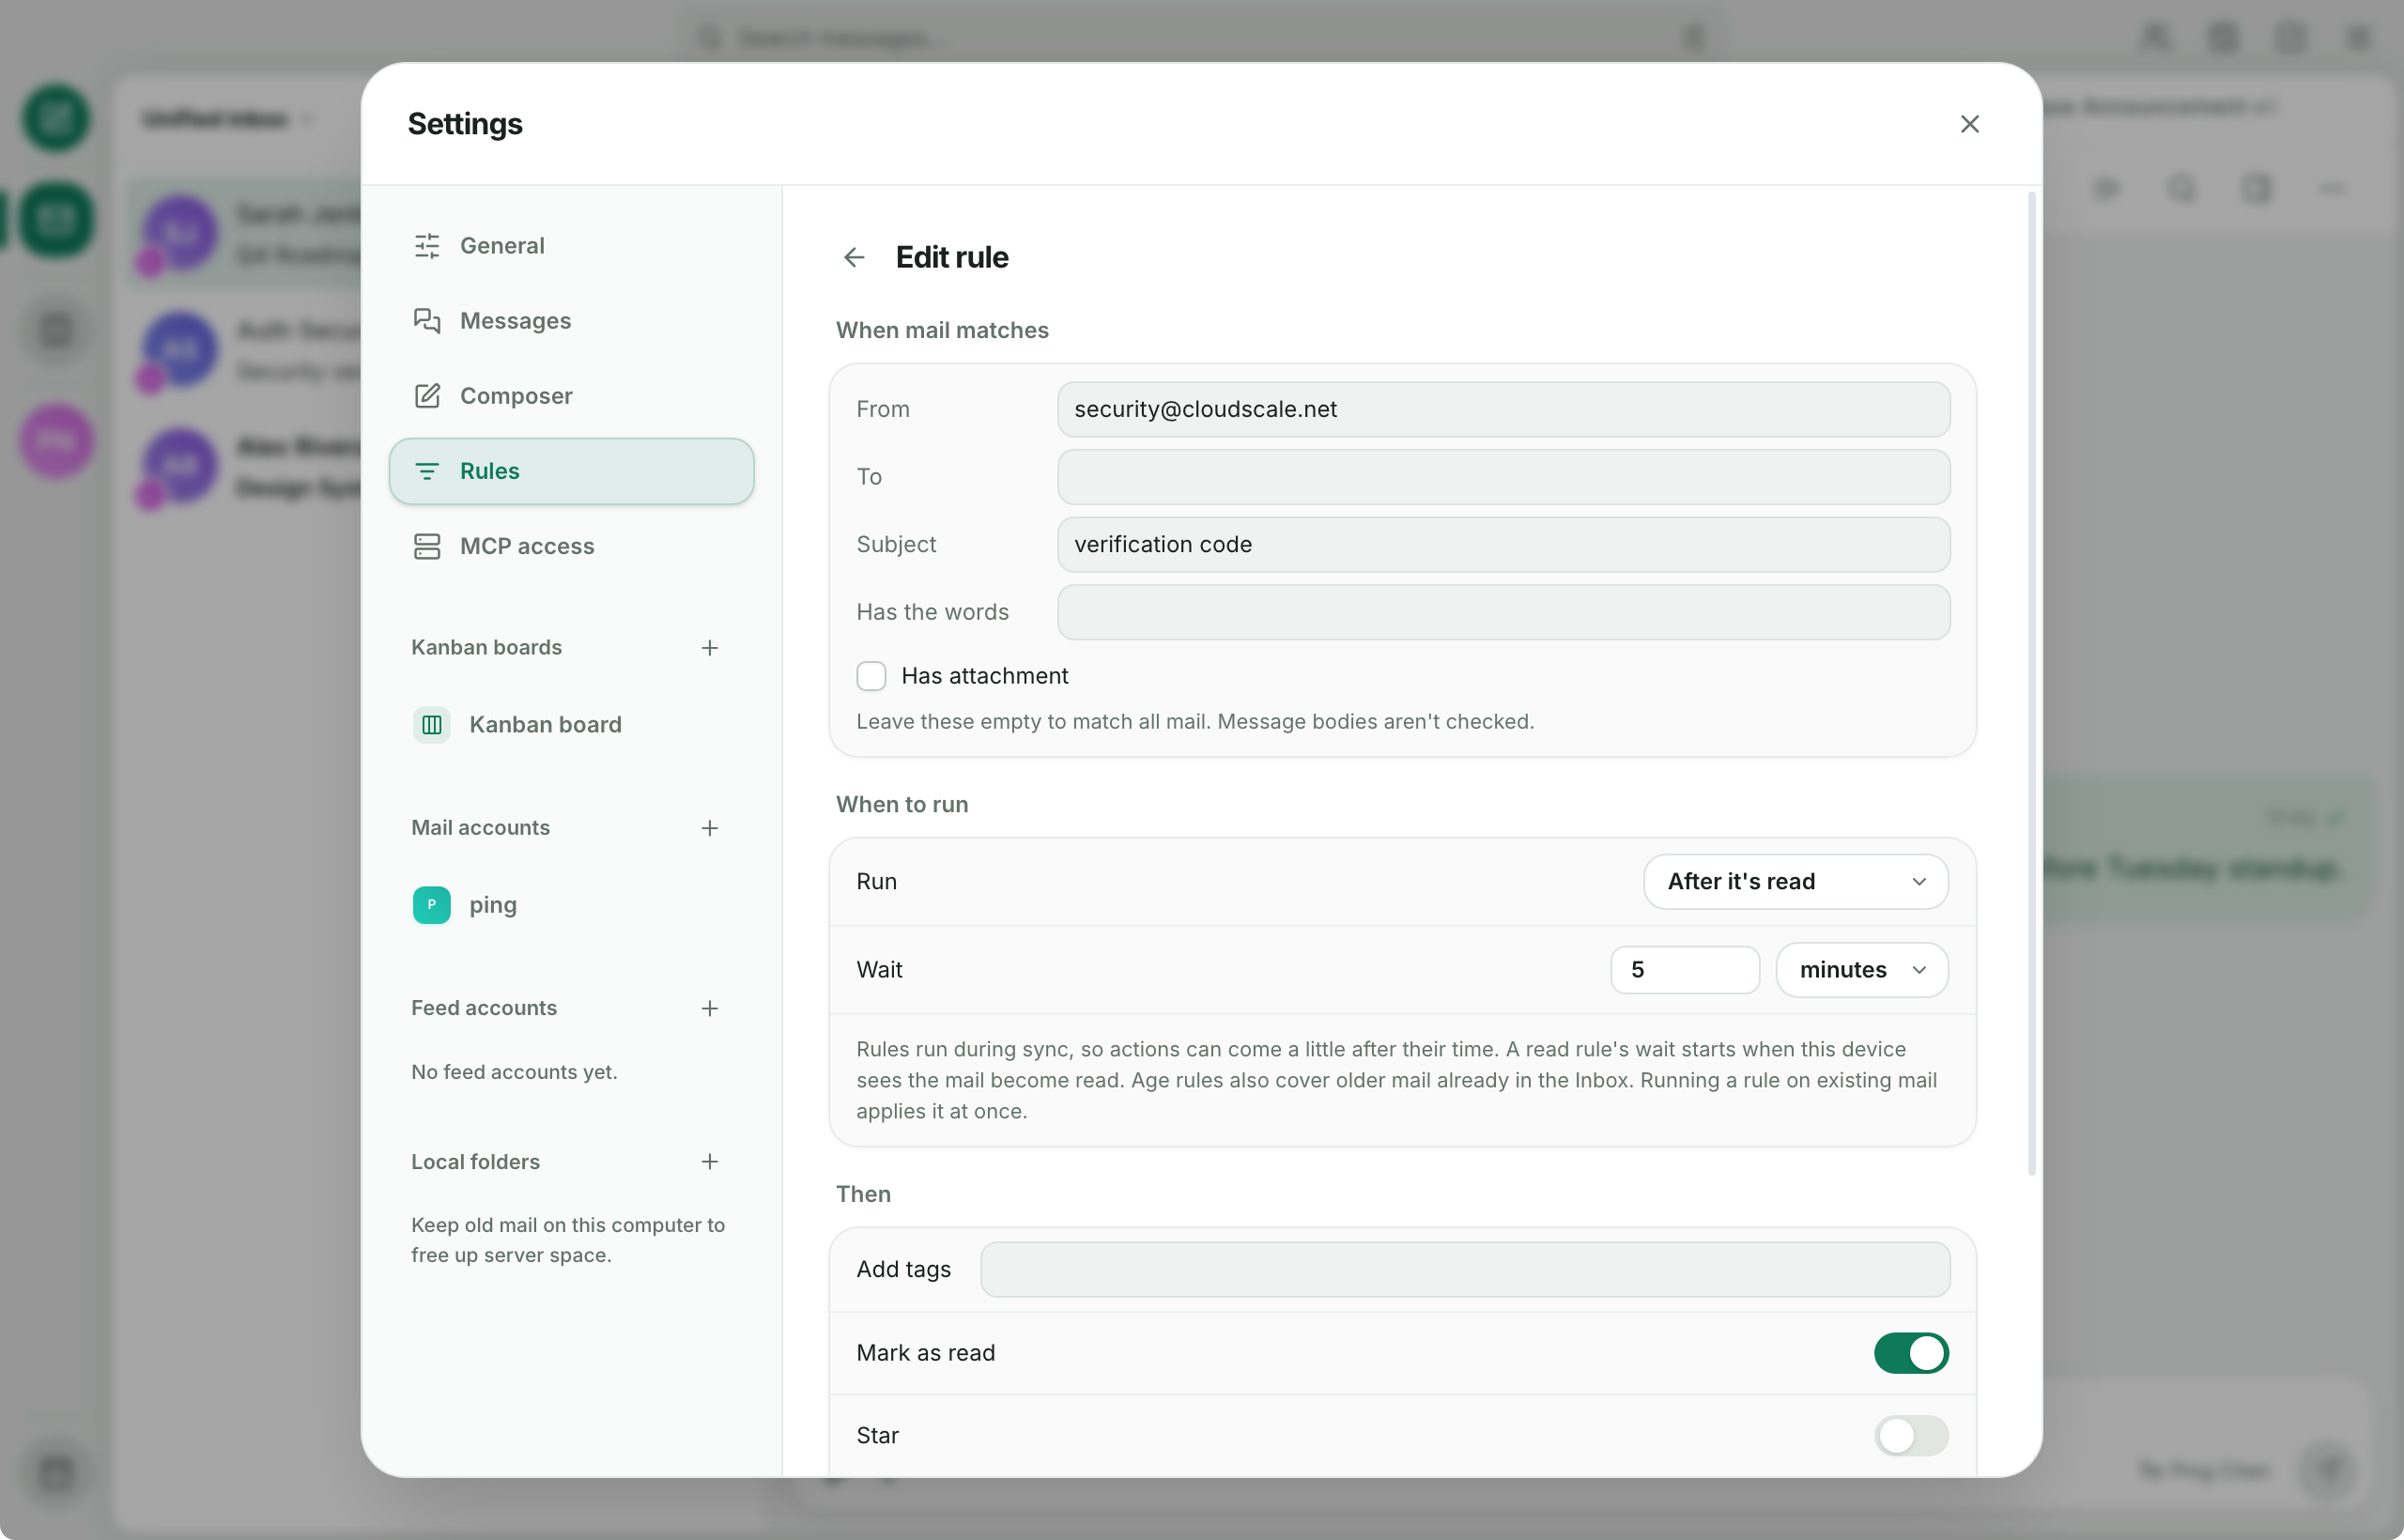 Search messages...
Unified inbox
Settings
General
Messages
Composer
Rules
MCP access
Kanban boards
Kanban board
Mail accounts
P
ping
Feed accounts
No feed accounts yet.
Local folders
Keep old mail on this computer to
free up server space.
Edit rule
When mail matches
From
security@cloudscale.net
To
Subject
verification code
Has the words
Has attachment
Leave these empty to match all mail. Message bodies aren't checked.
When to run
Run
After it's read
Wait
5
minutes
Rules run during sync, so actions can come a little after their time. A read rule's wait starts when this device
sees the mail become read. Age rules also cover older mail already in the Inbox. Running a rule on existing mail
applies it at once.
Then
Add tags
Mark as read
Star
Tuesday standup.